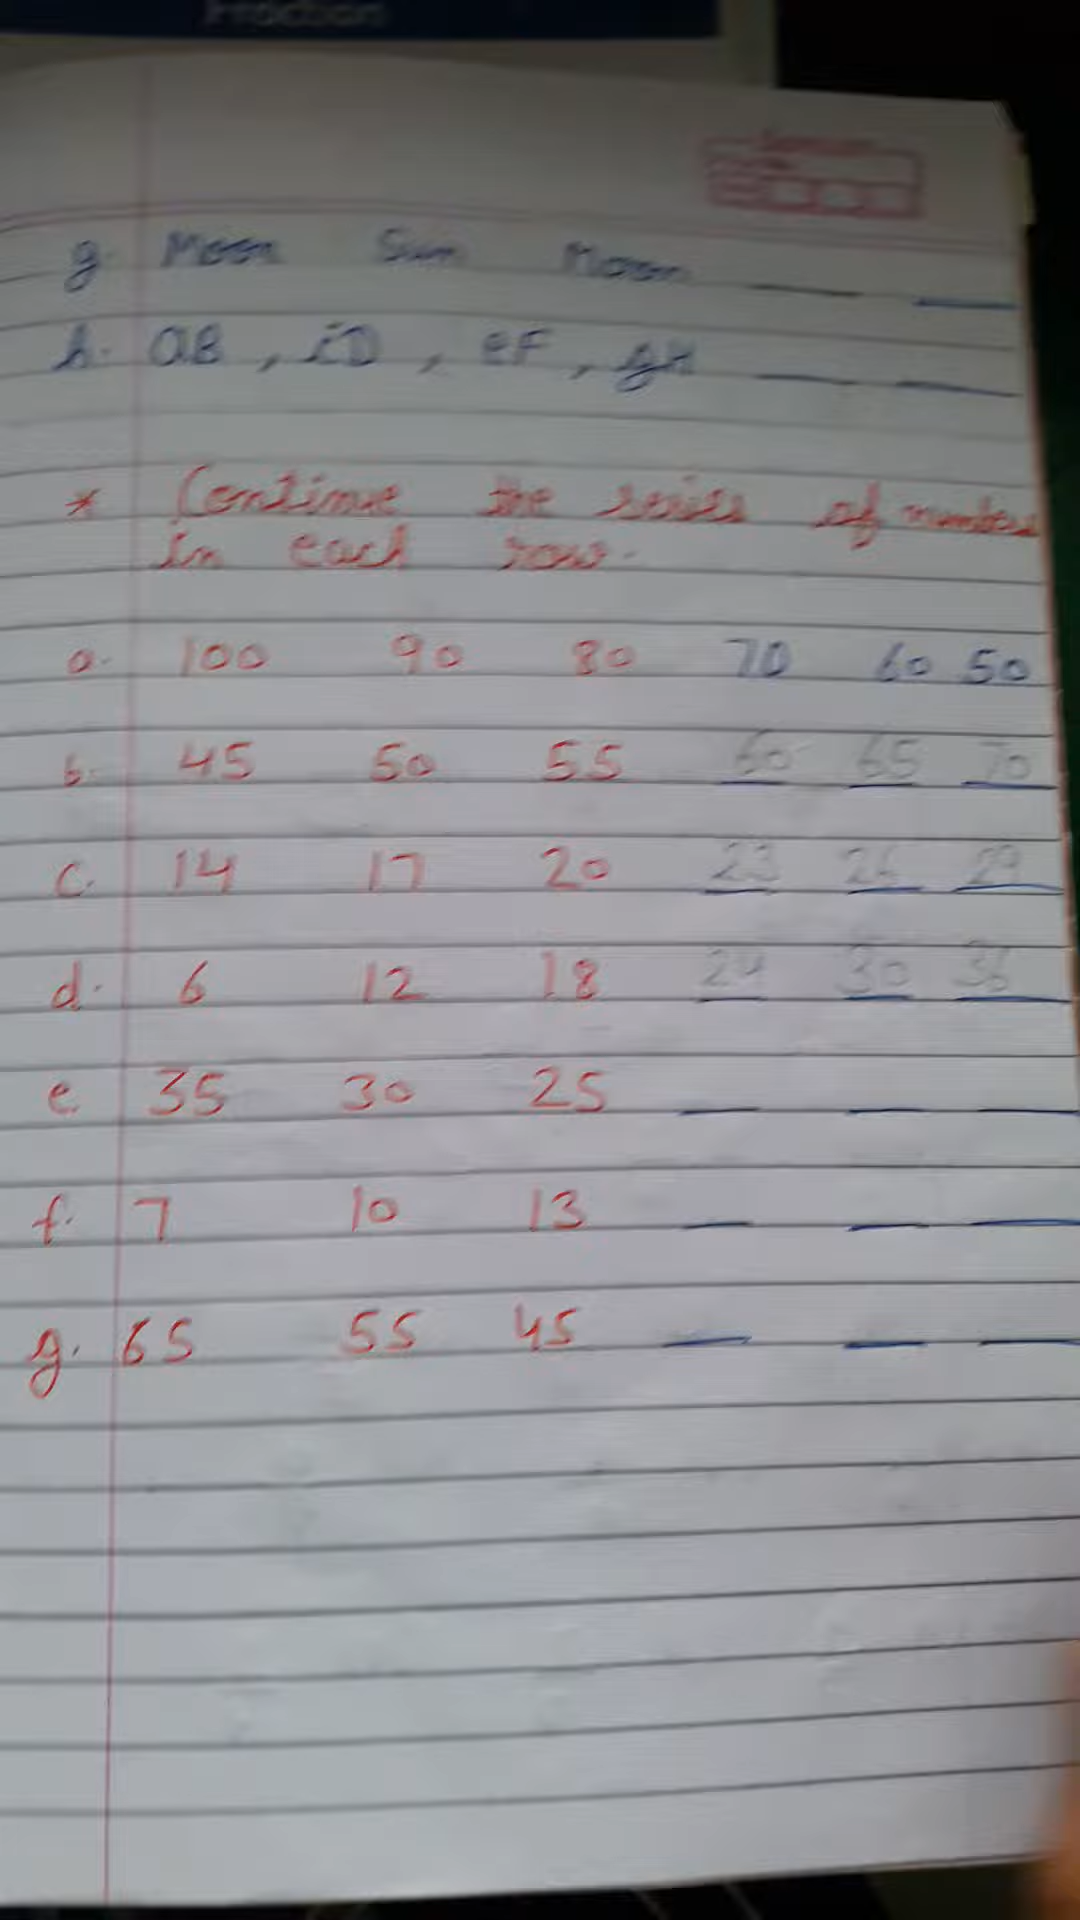 Fraction
g. Moon Sun Moon
h. aB, cD, eF, gH
* Continue the series of numbers
in each row.
a. 100 90 80 70 60 50
b. 45 50 55 60 65 70
c. 14 17 20 23 26 29
d. 6 12 18 24 30 36
e. 35 30 25
f. 7 10 13
g. 65 55 45